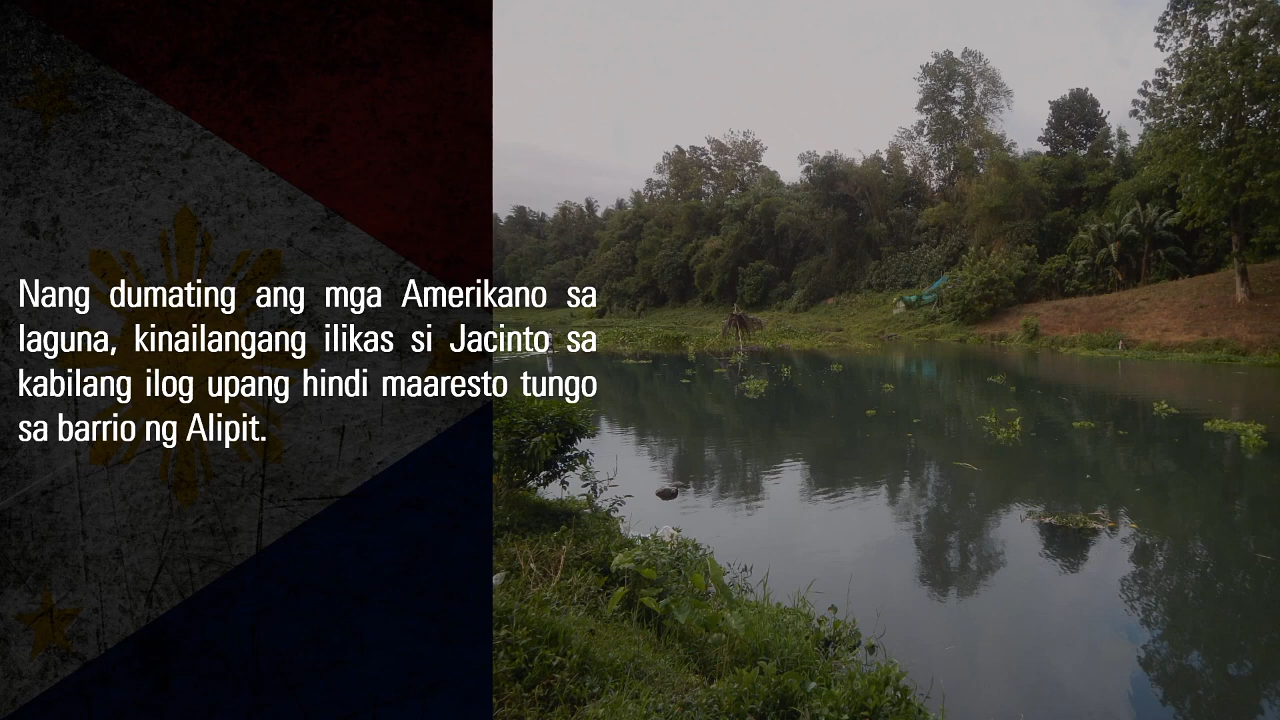 Nang dumating ang mga Amerikano sa
laguna, kinailangang ilikas si Jacinto sa
kabilang ilog upang hindi maaresto tungo
sa barrio ng Alipit.